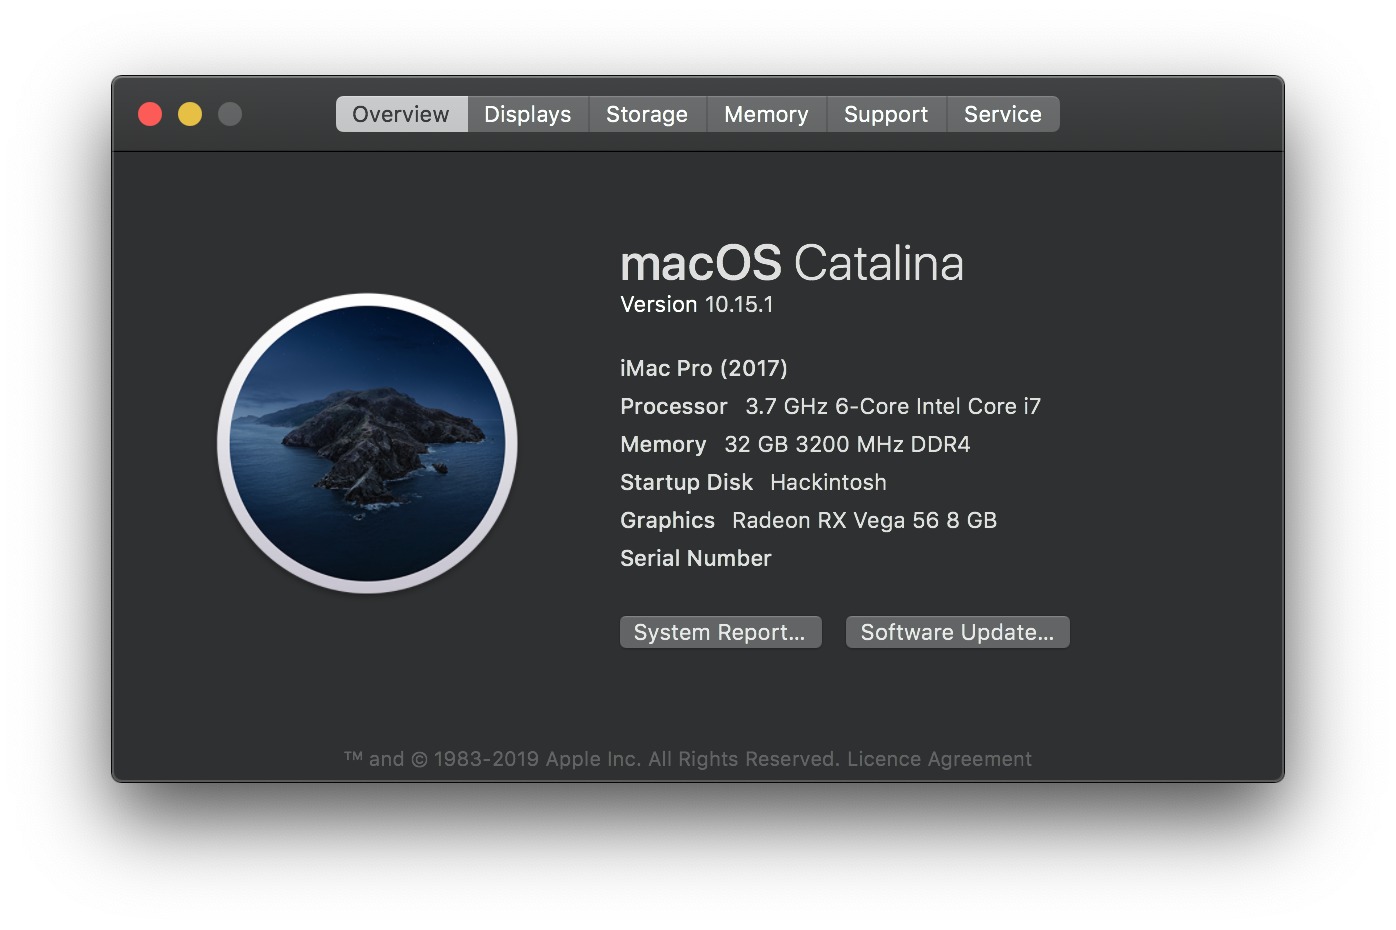 Overview Displays Storage Memory Support Service
macOS Catalina
Version 10.15.1
iMac Pro (2017)
Processor 3.7 GHz 6-Core Intel Core i7
Memory 32 GB 3200 MHz DDR4
Startup Disk Hackintosh
Graphics Radeon RX Vega 56 8 GB
Serial Number
System Report... Software Update...
™ and © 1983-2019 Apple Inc. All Rights Reserved. Licence Agreement